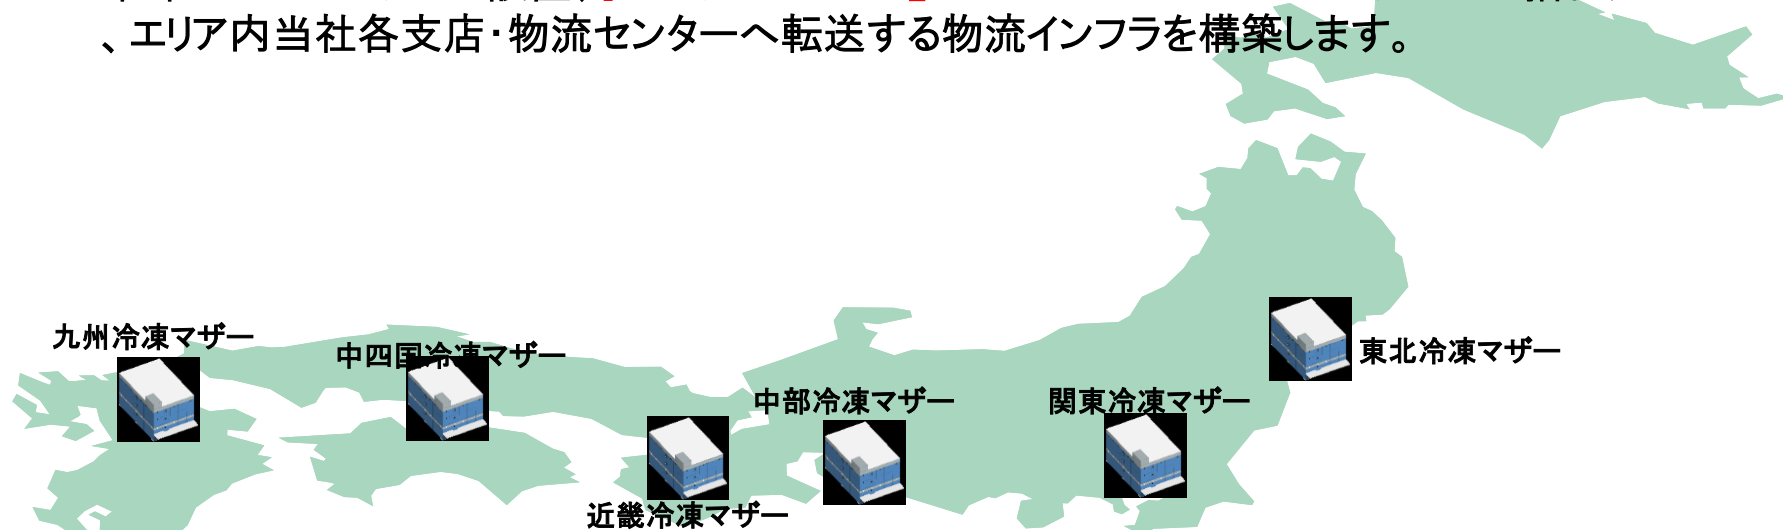 、エリア内当社各支店・物流センターへ転送する物流インフラを構築します。
九州冷凍マザー
中四国冷凍マザー
東北冷凍マザー
中部冷凍マザー
関東冷凍マザー
近畿冷凍マザー